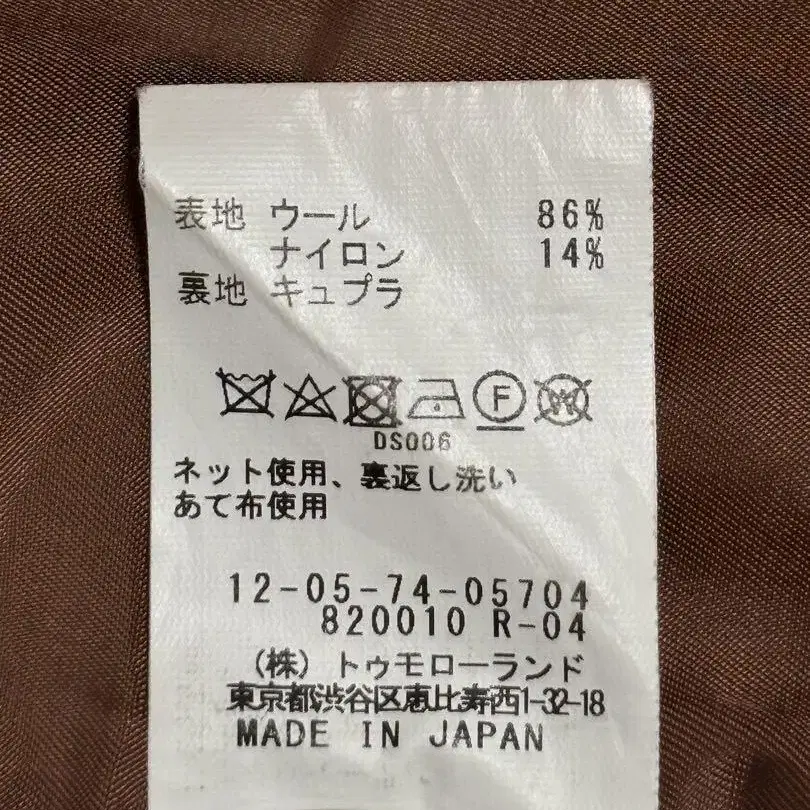 表地 ウール 86%
ナイロン 14%
裏地 キュプラ
F
W
DS006
ネット使用、裏返し洗い
あて布使用
12-05-74-05704
820010 R-04
(株) トゥモローランド
東京都渋谷区恵比寿西1-32-18
MADE IN JAPAN